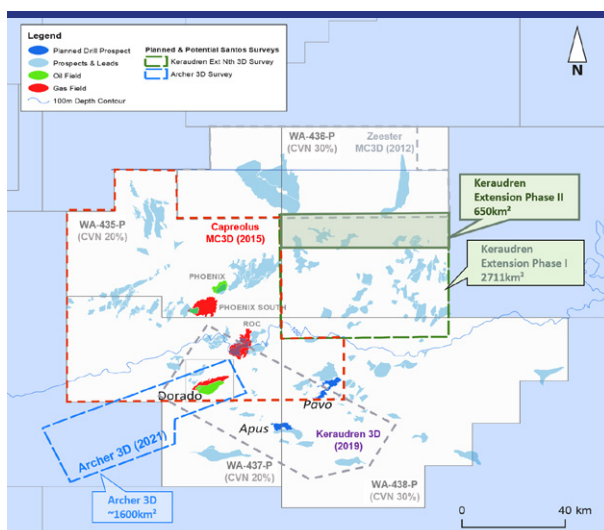 Legend
Planned Drill Prospect
Prospects & Leads
Oil Field
Gas Field
100m Depth Contour
Planned & Potential Santos Surveys
Keraudren Ext Nth 3D Survey
Archer 3D Survey
N
WA-436-P
(CVN 30%)
Zeester
MC3D (2012)
Keraudren
Extension Phase II
650km²
WA-435-P
(CVN 20%)
Capreolus
MC3D (2015)
Keraudren
Extension Phase I
2711km²
PHOENIX
PHOENIX SOUTH
ROC
Dorado
Pavo
Apus
Keraudren 3D
(2019)
Archer 3D (2021)
WA-437-P
(CVN 20%)
WA-438-P
(CVN 30%)
Archer 3D
~1600km²
0
40 km